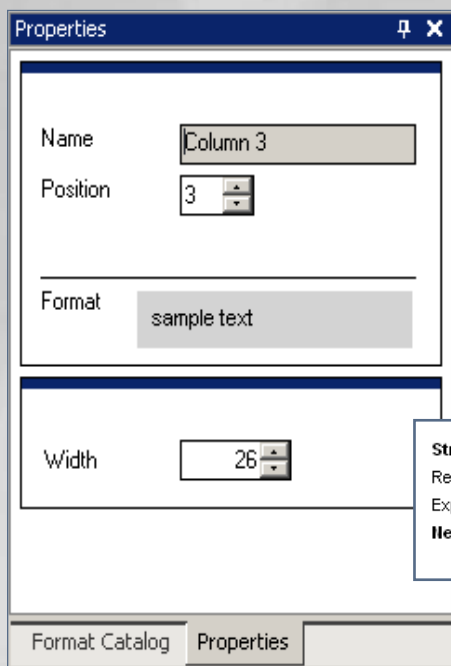 Properties
Name Column 3
Position 3
Format sample text
Width 26
Format Catalog Properties